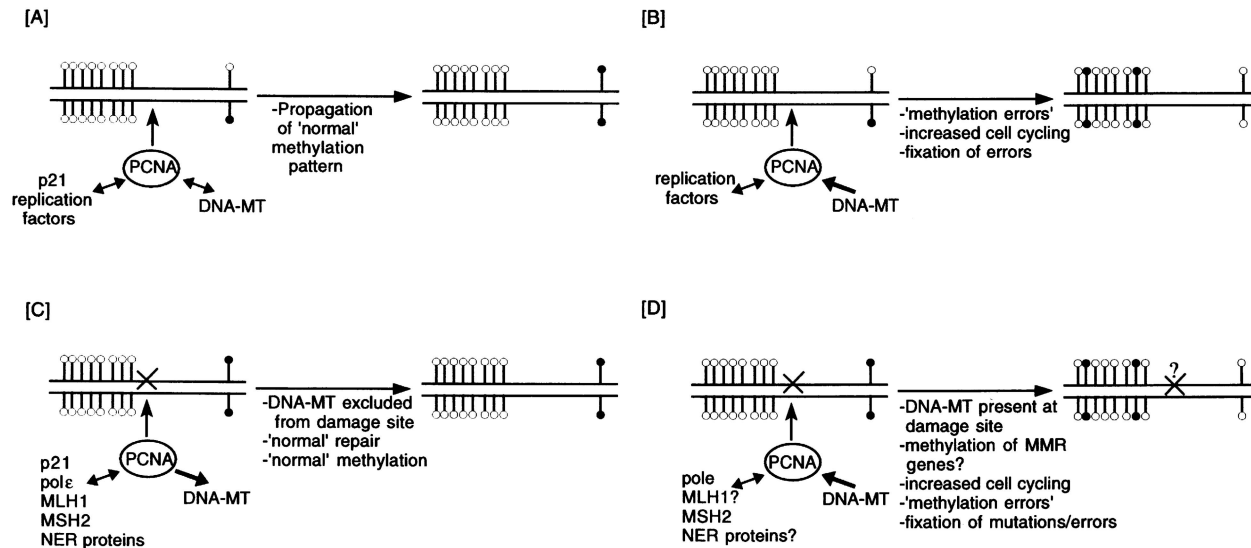 [A]
-Propagation
of 'normal'
methylation
pattern
PCNA
p21
replication
factors
DNA-MT
[B]
-'methylation errors'
-increased cell cycling
-fixation of errors
PCNA
replication
factors
DNA-MT
[C]
-DNA-MT excluded
from damage site
-'normal' repair
-'normal' methylation
PCNA
p21
polε
MLH1
MSH2
NER proteins
DNA-MT
[D]
?
-DNA-MT present at
damage site
-methylation of MMR
genes?
-increased cell cycling
-'methylation errors'
-fixation of mutations/errors
PCNA
pole
MLH1?
MSH2
NER proteins?
DNA-MT